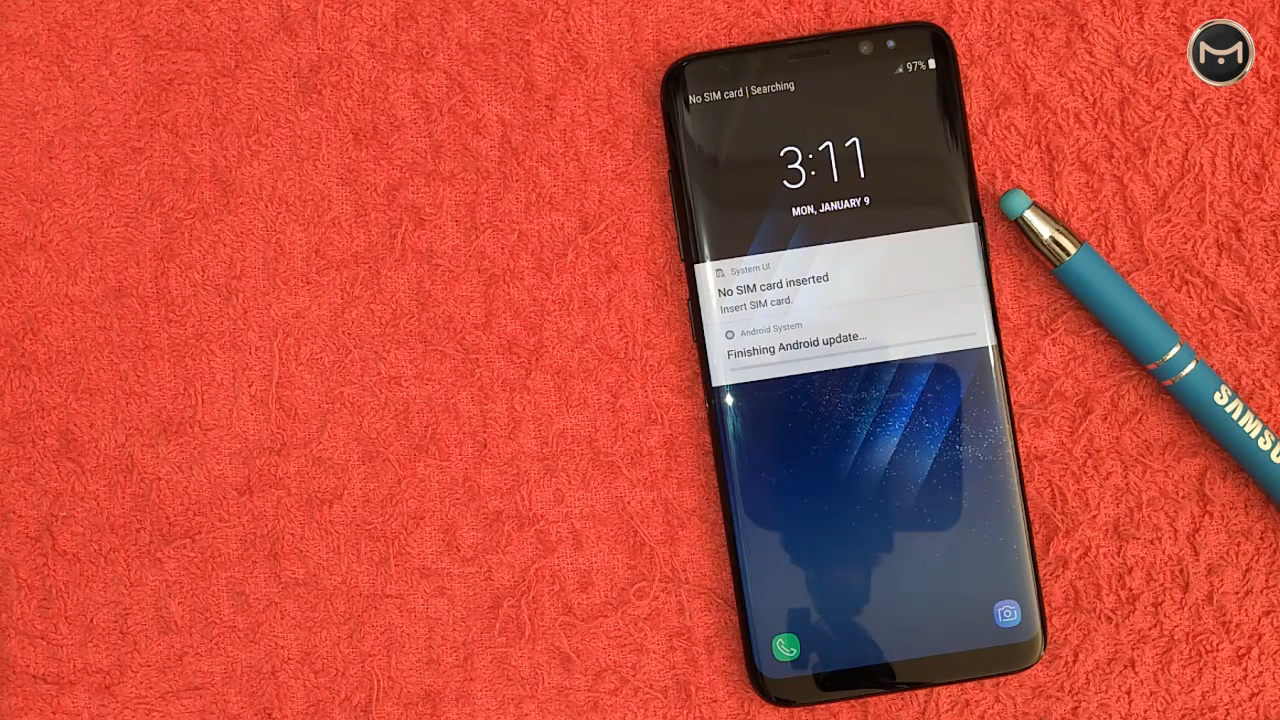 97%
No SIM card | Searching
3:11
MON, JANUARY 9
System UI
No SIM card inserted
Insert SIM card.
Android System
Finishing Android update...
SAMSU